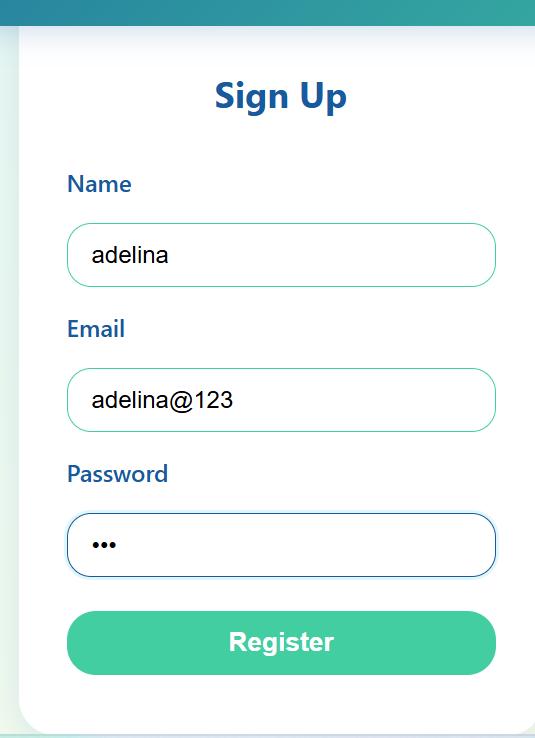 Sign Up
Name
adelina
Email
adelina@123
Password
•••
Register